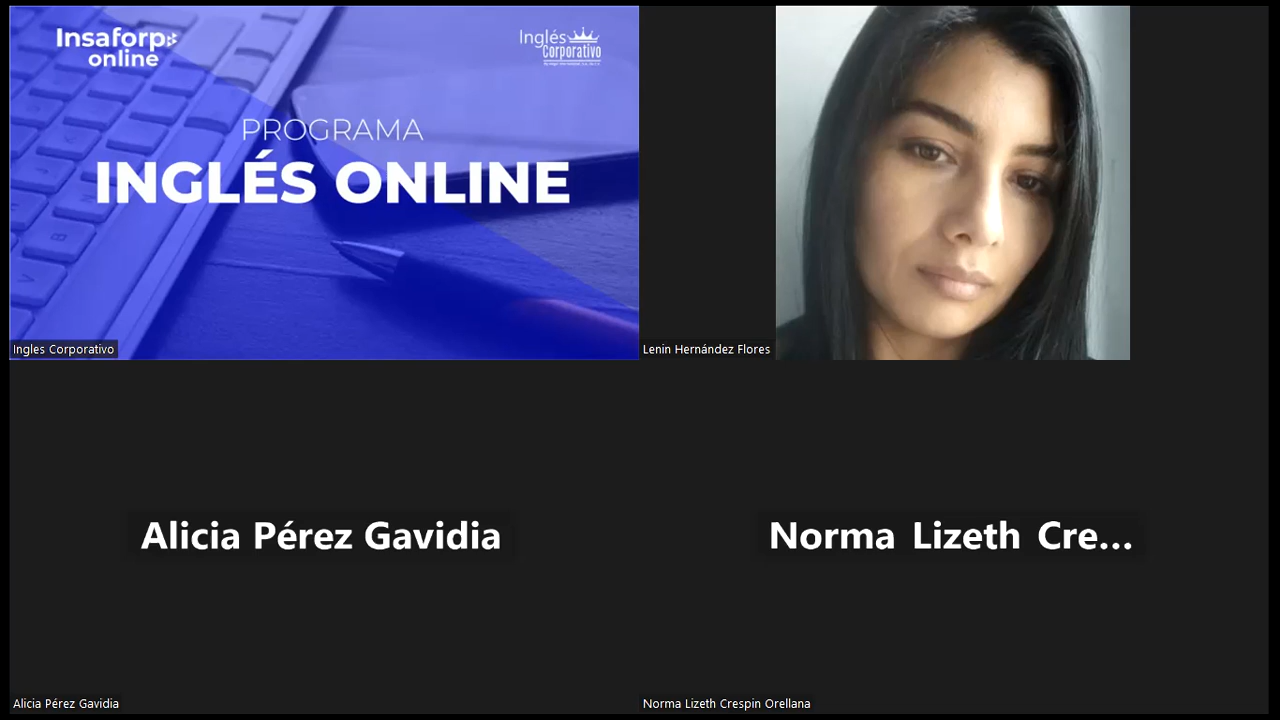 Insaforp
online
Inglés
Corporativo
PROGRAMA
INGLÉS ONLINE
Ingles Corporativo
Lenin Hernández Flores
Alicia Pérez Gavidia
Norma Lizeth Cre...
Alicia Pérez Gavidia
Norma Lizeth Crespin Orellana